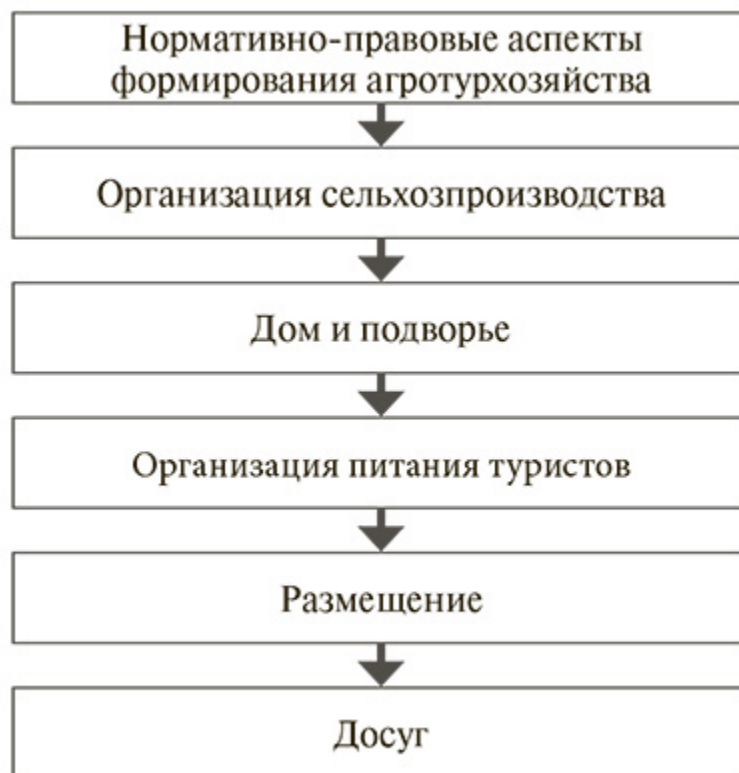 Нормативно-правовые аспекты
формирования агротурхозяйства
Организация сельхозпроизводства
Дом и подворье
Организация питания туристов
Размещение
Досуг